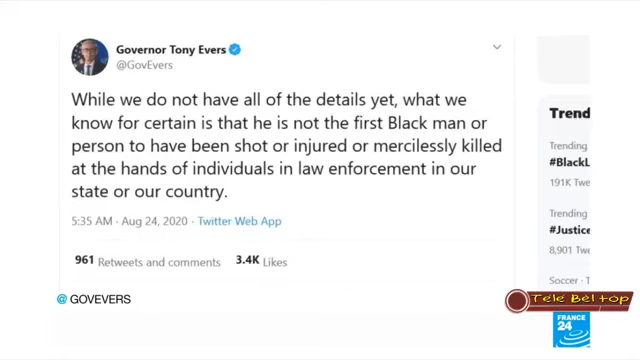 Governor Tony Evers
@GovEvers
While we do not have all of the details yet, what we
know for certain is that he is not the first Black man or
person to have been shot or injured or mercilessly killed
at the hands of individuals in law enforcement in our
state or our country.
5:35 AM - Aug 24, 2020 - Twitter Web App
961 Retweets and comments 3.4K Likes
Trend
Trending
#BlackL
191K Twe
Trending
#Justice
8,901 Twe
Soccer · T
@ GOVEVERS
Tele Bel top
FRANCE
24